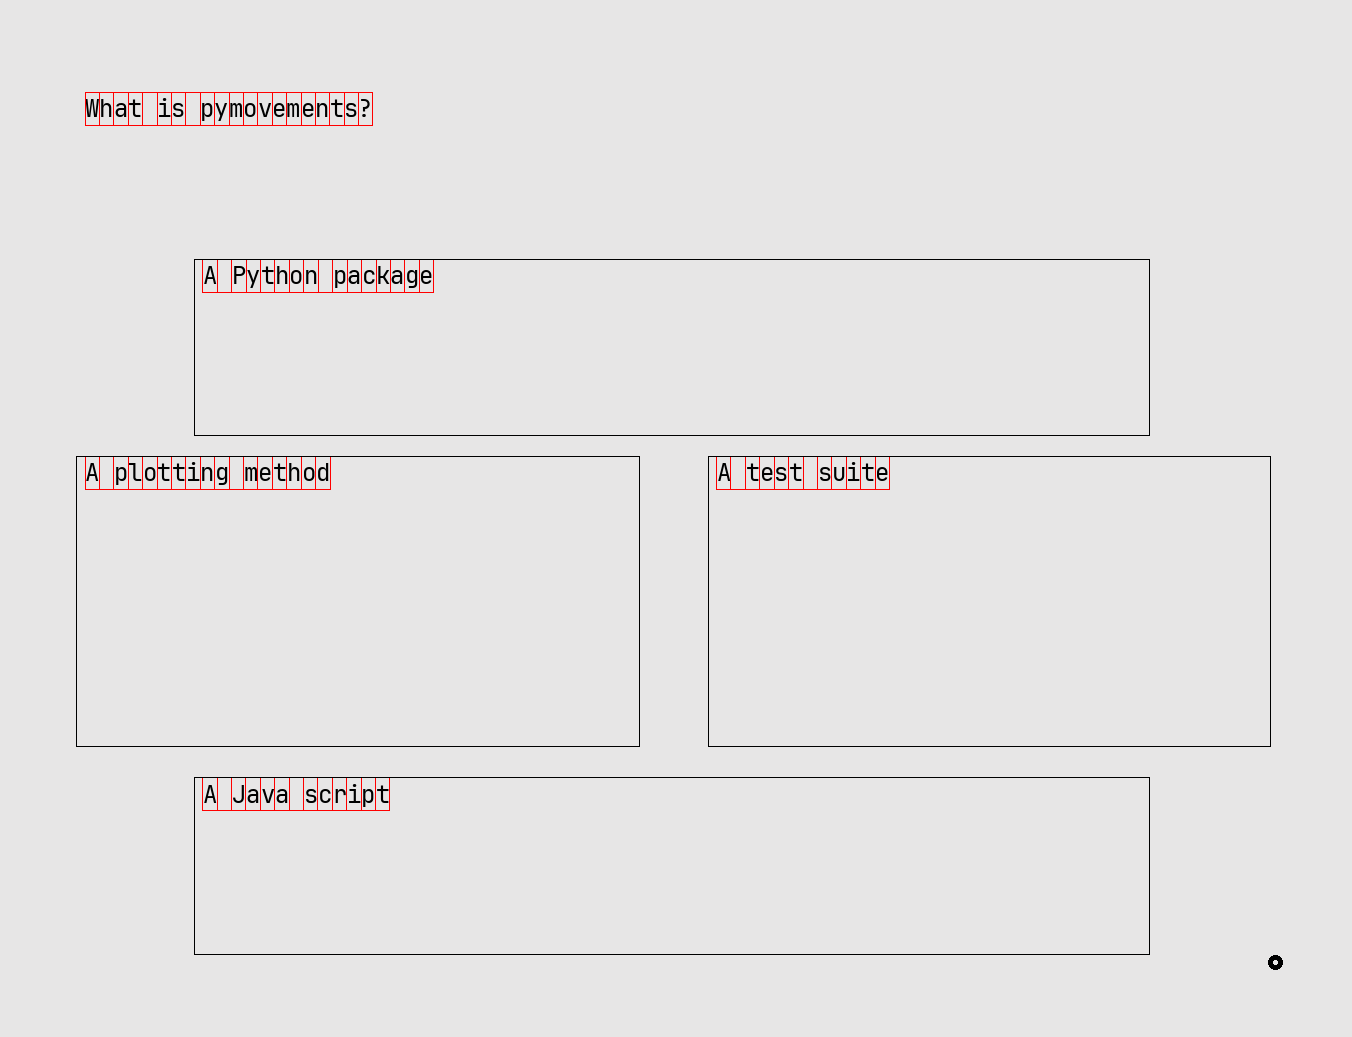 What is pymovements?
A Python package
A plotting method
A test suite
A Java script